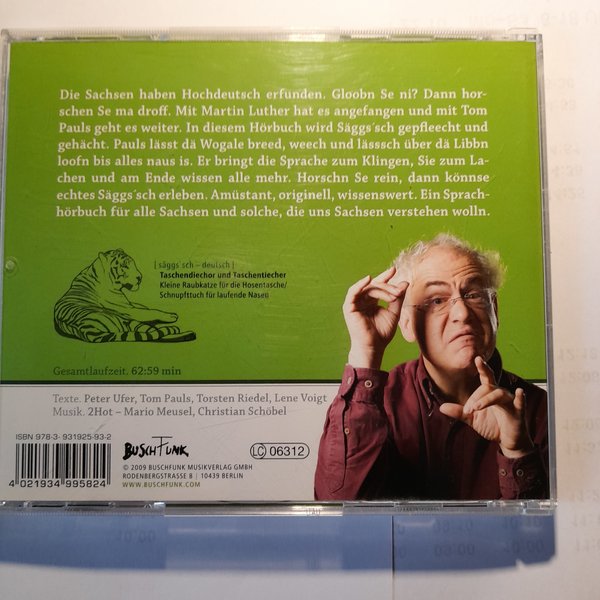 Die Sachsen haben Hochdeutsch erfunden. Gloobn Se ni? Dann hor-
schen Se ma droff. Mit Martin Luther hat es angefangen und mit Tom
Pauls geht es weiter. In diesem Hörbuch wird Säggs´sch gepfleecht und
gehächt. Pauls lässt dä Wogale breed, weech und lässsch über dä Libbn
loofn bis alles naus is. Er bringt die Sprache zum Klingen, Sie zum La-
chen und am Ende wissen alle mehr. Horschn Se rein, dann könnse
echtes Säggs´sch erleben. Amüstant, originell, wissenswert. Ein Sprach-
hörbuch für alle Sachsen und solche, die uns Sachsen verstehen wolln.
[ säggs´sch – deutsch ]
Taschendiechor und Taschentiecher
Kleine Raubkatze für die Hosentasche/
Schnupftuch für laufende Nasen
Gesamtlaufzeit. 62:59 min
Texte. Peter Ufer, Tom Pauls, Torsten Riedel, Lene Voigt
Musik. 2Hot – Mario Meusel, Christian Schöbel
ISBN 978-3-931925-93-2
4 021934 995824
BUSCHFUNK
LC 06312
© 2009 BUSCHFUNK MUSIKVERLAG GMBH
RODENBERGSTRASSE 8 | 10439 BERLIN
WWW.BUSCHFUNK.COM